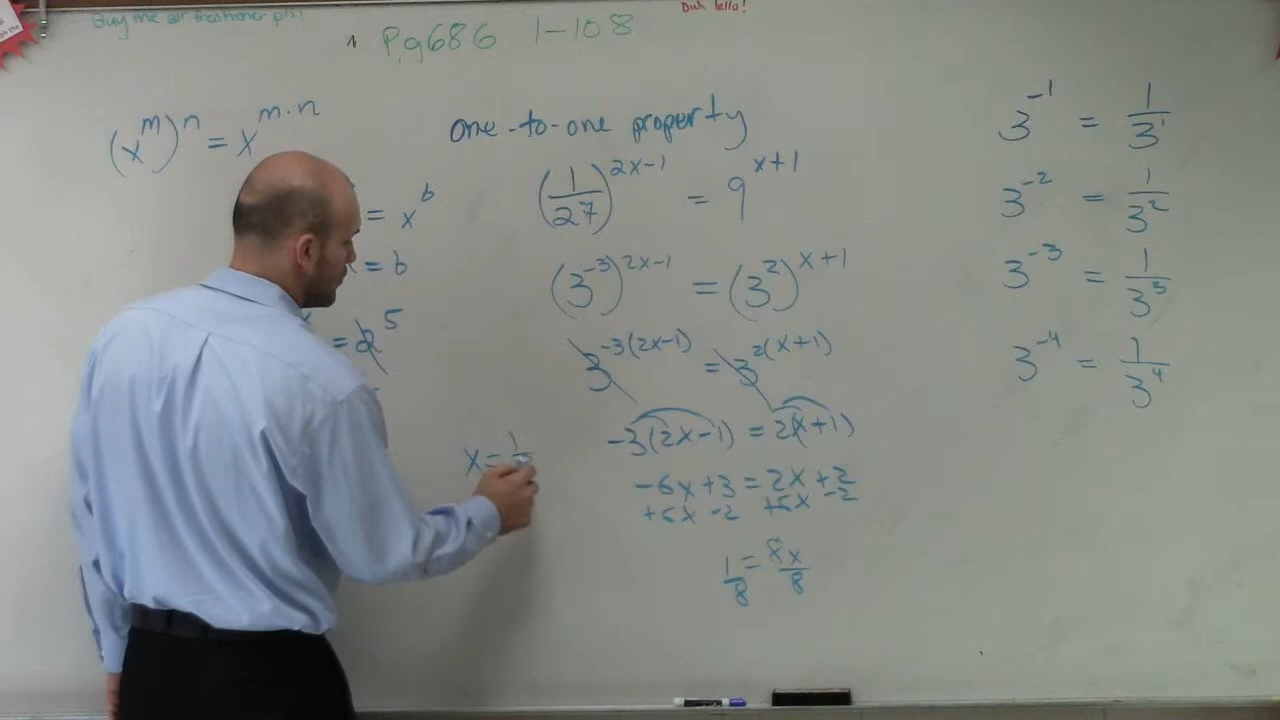 Buy me air freshener pls!
Duh hello!
Pg686 1-108
(x^m)^n = x^{m·n}
= x^b
= b
= 2^5
one-to-one property
(1/27)^{2x-1} = 9^{x+1}
(3^{-3})^{2x-1} = (3^2)^{x+1}
3^{-3(2x-1)} = 3^{2(x+1)}
-3(2x-1) = 2(x+1)
-6x+3 = 2x+2
+6x -2 +6x -2
1/8 = 8x/8
x = 1
3^{-1} = 1/3^1
3^{-2} = 1/3^2
3^{-3} = 1/3^3
3^{-4} = 1/3^4